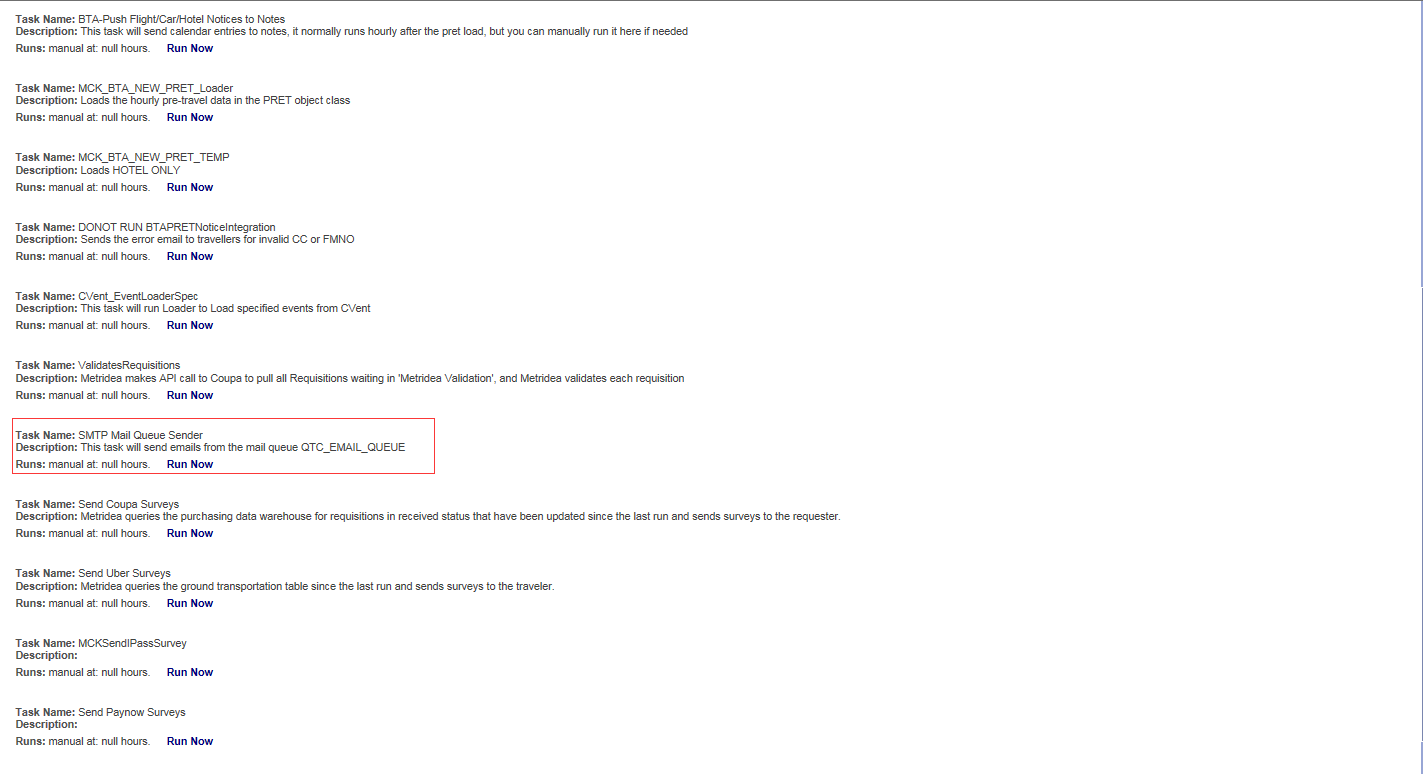 Task Name: BTA-Push Flight/Car/Hotel Notices to Notes
Description: This task will send calendar entries to notes, it normally runs hourly after the pret load, but you can manually run it here if needed
Runs: manual at: null hours. Run Now
Task Name: MCK_BTA_NEW_PRET_Loader
Description: Loads the hourly pre-travel data in the PRET object class
Runs: manual at: null hours. Run Now
Task Name: MCK_BTA_NEW_PRET_TEMP
Description: Loads HOTEL ONLY
Runs: manual at: null hours. Run Now
Task Name: DONOT RUN BTAPRETNoticeIntegration
Description: Sends the error email to travellers for invalid CC or FMNO
Runs: manual at: null hours. Run Now
Task Name: CVent_EventLoaderSpec
Description: This task will run Loader to Load specified events from CVent
Runs: manual at: null hours. Run Now
Task Name: ValidatesRequisitions
Description: Metridea makes API call to Coupa to pull all Requisitions waiting in 'Metridea Validation', and Metridea validates each requisition
Runs: manual at: null hours. Run Now
Task Name: SMTP Mail Queue Sender
Description: This task will send emails from the mail queue QTC_EMAIL_QUEUE
Runs: manual at: null hours. Run Now
Task Name: Send Coupa Surveys
Description: Metridea queries the purchasing data warehouse for requisitions in received status that have been updated since the last run and sends surveys to the requester.
Runs: manual at: null hours. Run Now
Task Name: Send Uber Surveys
Description: Metridea queries the ground transportation table since the last run and sends surveys to the traveler.
Runs: manual at: null hours. Run Now
Task Name: MCKSendIPassSurvey
Description:
Runs: manual at: null hours. Run Now
Task Name: Send Paynow Surveys
Description:
Runs: manual at: null hours. Run Now